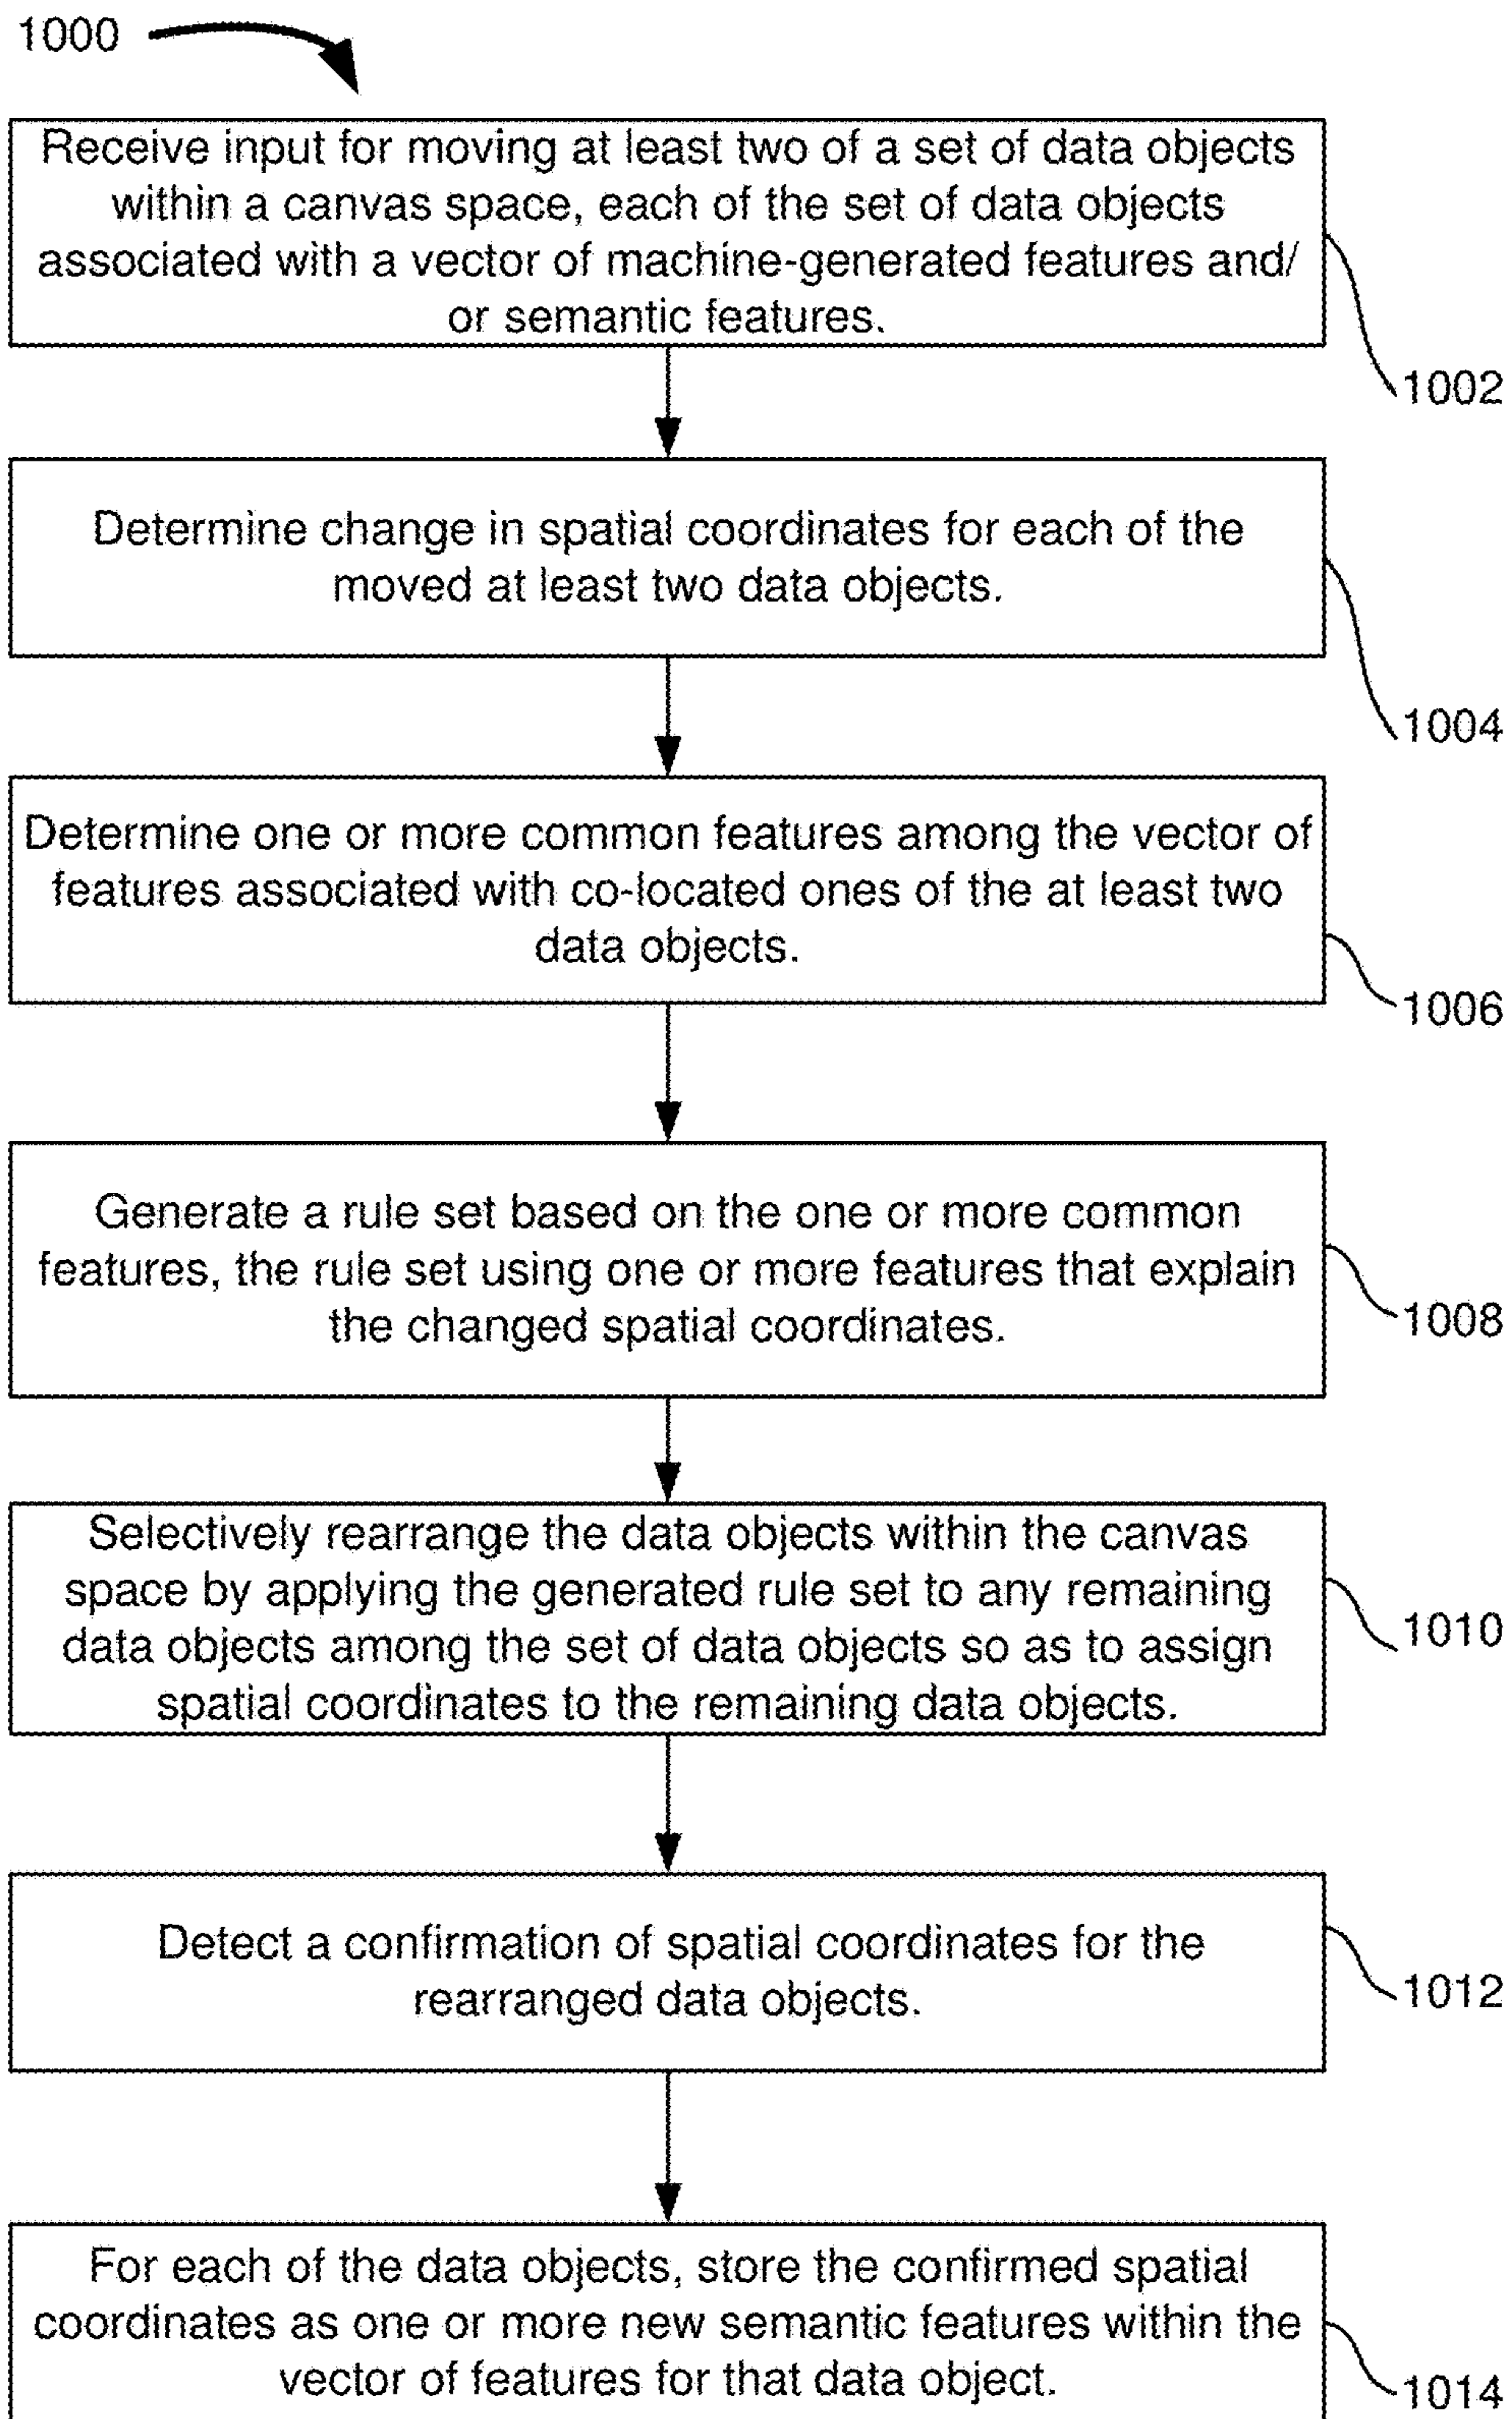 1000
Receive input for moving at least two of a set of data objects
within a canvas space, each of the set of data objects
associated with a vector of machine-generated features and/
or semantic features.
1002
Determine change in spatial coordinates for each of the
moved at least two data objects.
1004
Determine one or more common features among the vector of
features associated with co-located ones of the at least two
data objects.
1006
Generate a rule set based on the one or more common
features, the rule set using one or more features that explain
the changed spatial coordinates.
1008
Selectively rearrange the data objects within the canvas
space by applying the generated rule set to any remaining
data objects among the set of data objects so as to assign
spatial coordinates to the remaining data objects.
1010
Detect a confirmation of spatial coordinates for the
rearranged data objects.
1012
For each of the data objects, store the confirmed spatial
coordinates as one or more new semantic features within the
vector of features for that data object.
1014